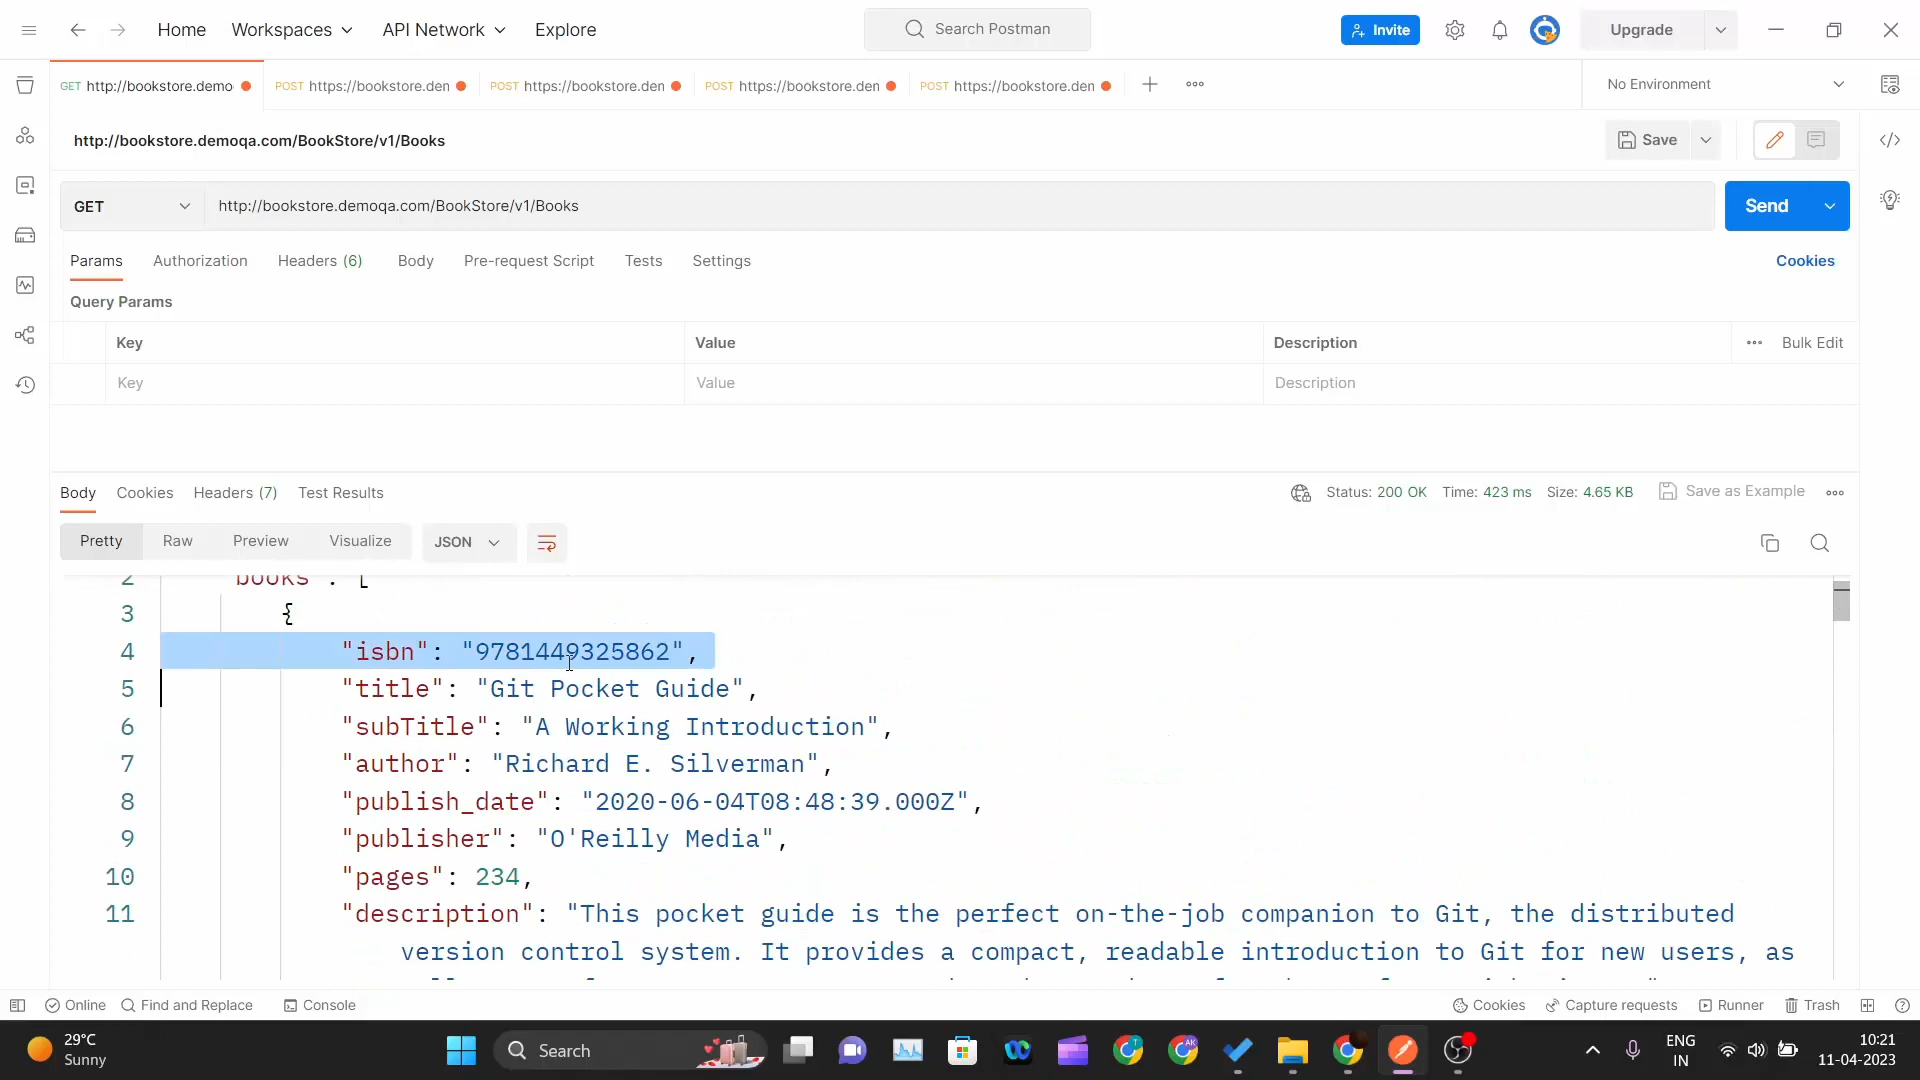 Home Workspaces API Network Explore Search Postman Invite Upgrade
GET http://bookstore.demo POST https://bookstore.den POST https://bookstore.den POST https://bookstore.den POST https://bookstore.den No Environment
http://bookstore.demoqa.com/BookStore/v1/Books Save
GET http://bookstore.demoqa.com/BookStore/v1/Books Send
Params Authorization Headers (6) Body Pre-request Script Tests Settings Cookies
Query Params
Key Value Description Bulk Edit
Key Value Description
Body Cookies Headers (7) Test Results Status: 200 OK Time: 423 ms Size: 4.65 KB Save as Example
Pretty Raw Preview Visualize JSON
2 "books": [
3 {
4 "isbn": "9781449325862",
5 "title": "Git Pocket Guide",
6 "subTitle": "A Working Introduction",
7 "author": "Richard E. Silverman",
8 "publish_date": "2020-06-04T08:48:39.000Z",
9 "publisher": "O'Reilly Media",
10 "pages": 234,
11 "description": "This pocket guide is the perfect on-the-job companion to Git, the distributed
version control system. It provides a compact, readable introduction to Git for new users, as
Online Find and Replace Console Cookies Capture requests Runner Trash
29°C
Sunny
Search
ENG
IN
10:21
11-04-2023